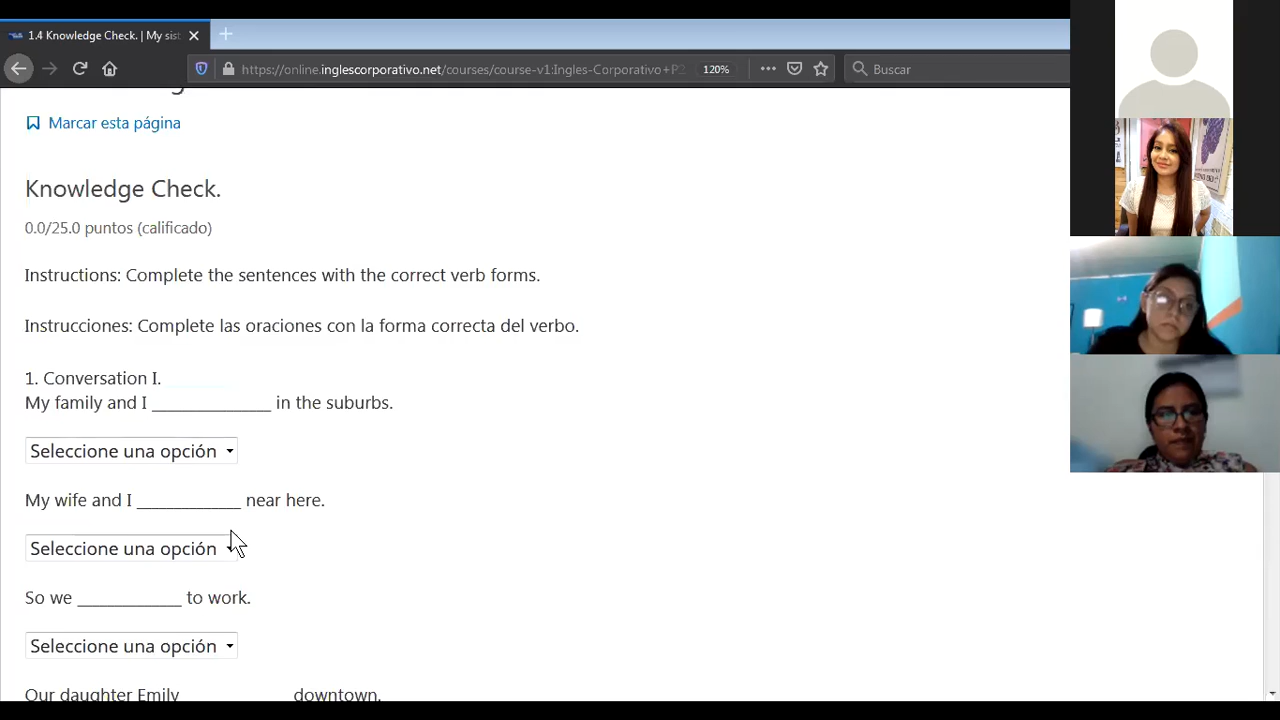 1.4 Knowledge Check. | My sist
https://online.inglescorporativo.net/courses/course-v1:Ingles-Corporativo+P2
120%
Buscar
Marcar esta página
Knowledge Check.
0.0/25.0 puntos (calificado)
Instructions: Complete the sentences with the correct verb forms.
Instrucciones: Complete las oraciones con la forma correcta del verbo.
1. Conversation I.
My family and I ______________ in the suburbs.
Seleccione una opción
My wife and I ____________ near here.
Seleccione una opción
So we ____________ to work.
Seleccione una opción
Our daughter Emily ____________ downtown.